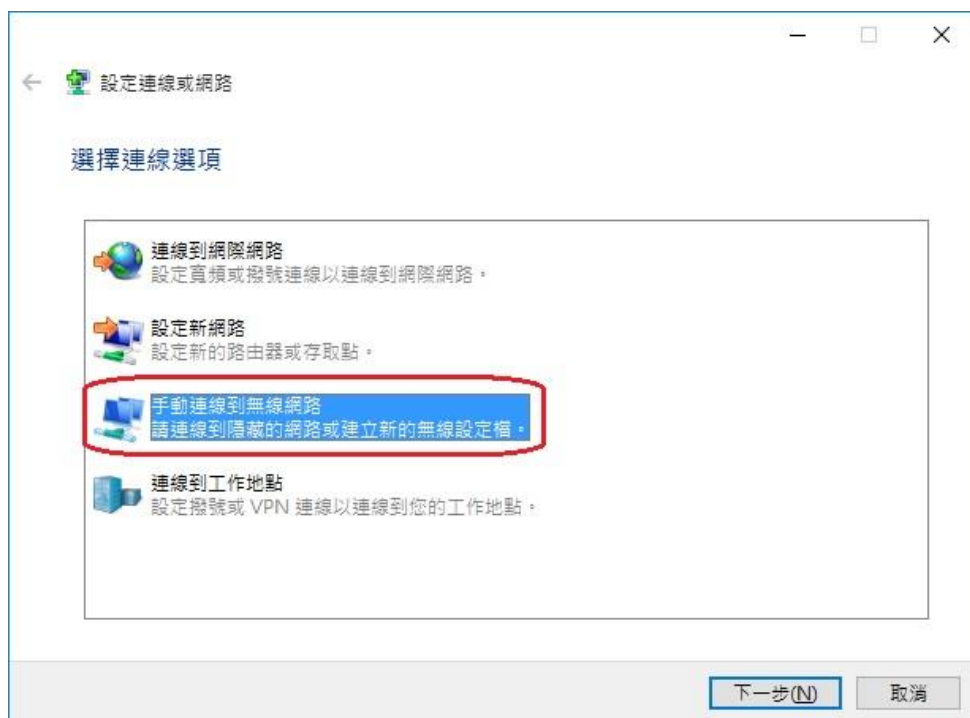 設定連線或網路
選擇連線選項
連線到網際網路
設定寬頻或撥號連線以連線到網際網路。
設定新網路
設定新的路由器或存取點。
手動連線到無線網路
請連線到隱藏的網路或建立新的無線設定檔。
連線到工作地點
設定撥號或 VPN 連線以連線到您的工作地點。
下一步(N)
取消